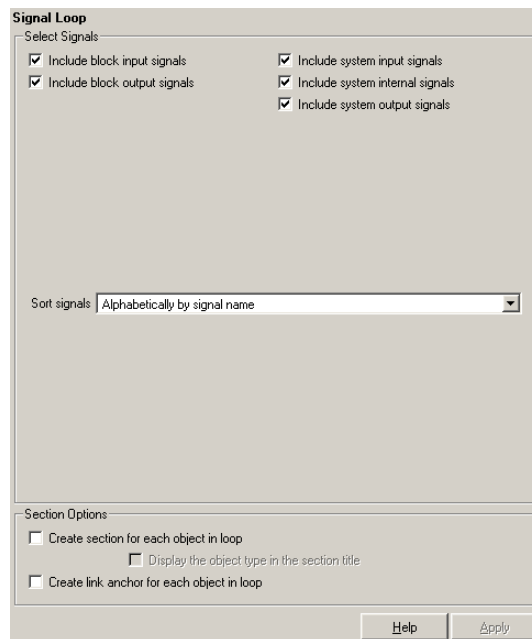 Signal Loop
Select Signals
Include block input signals
Include system input signals
Include block output signals
Include system internal signals
Include system output signals
Sort signals Alphabetically by signal name
Section Options
Create section for each object in loop
Display the object type in the section title
Create link anchor for each object in loop
Help Apply